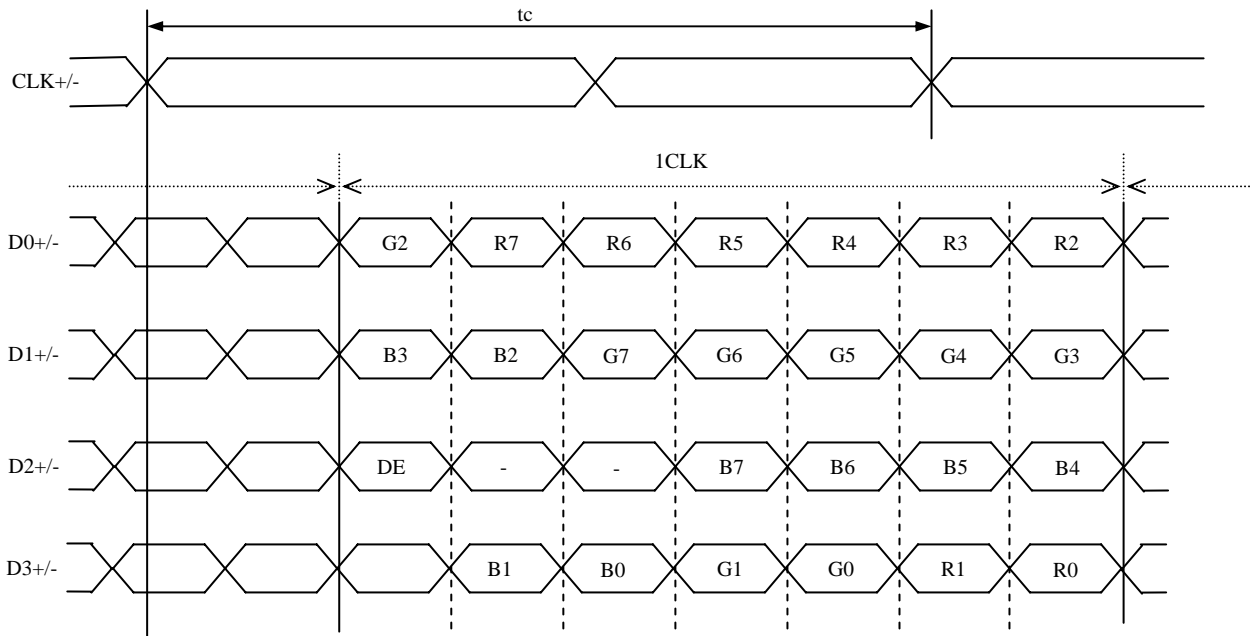 tc
CLK+/-
1CLK
D0+/- G2 R7 R6 R5 R4 R3 R2
D1+/- B3 B2 G7 G6 G5 G4 G3
D2+/- DE - - B7 B6 B5 B4
D3+/- B1 B0 G1 G0 R1 R0